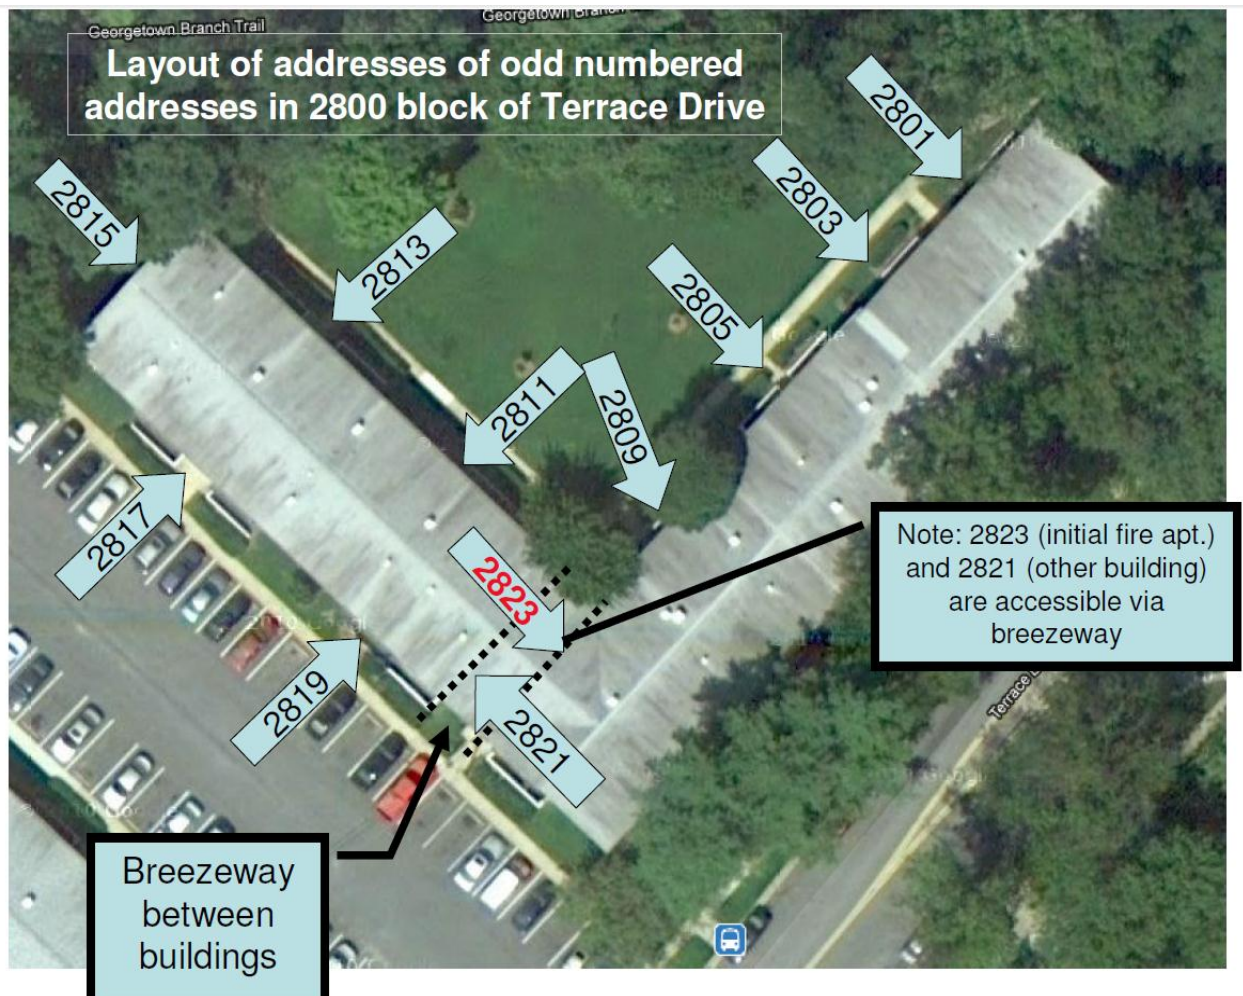 Georgetown Branch Trail
Georgetown Branch
Layout of addresses of odd numbered
addresses in 2800 block of Terrace Drive
2801
2803
2805
2815
2813
2811
2809
2817
2823
2819
2821
Note: 2823 (initial fire apt.)
and 2821 (other building)
are accessible via
breezeway
Terrace
Breezeway
between
buildings